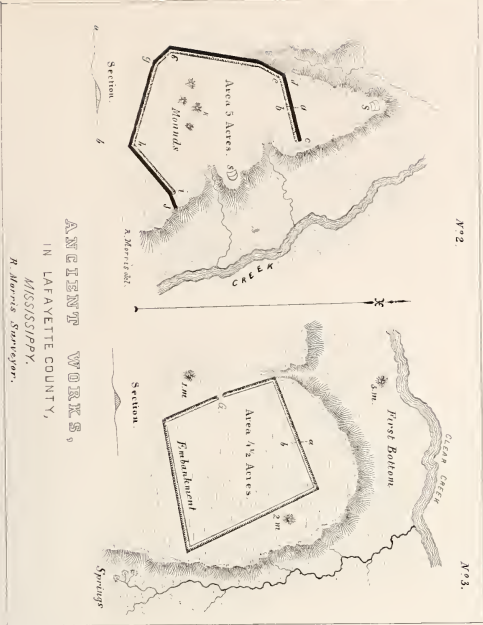 Nº 2.
S
d
a
c
e
b
f
g
Area 5 Acres.
S
Mounds
h
i
j
a
Section.
b
CREEK
R. Morris del.
N
Nº 3.
CLEAR CREEK
First Bottom
3 m.
a
b
Area 4½ Acres.
2 m
G
1 m.
Embankment
Section.
Springs
ANCIENT WORKS,
IN LAFAYETTE COUNTY,
MISSISSIPPY.
R. Morris Surveyor.